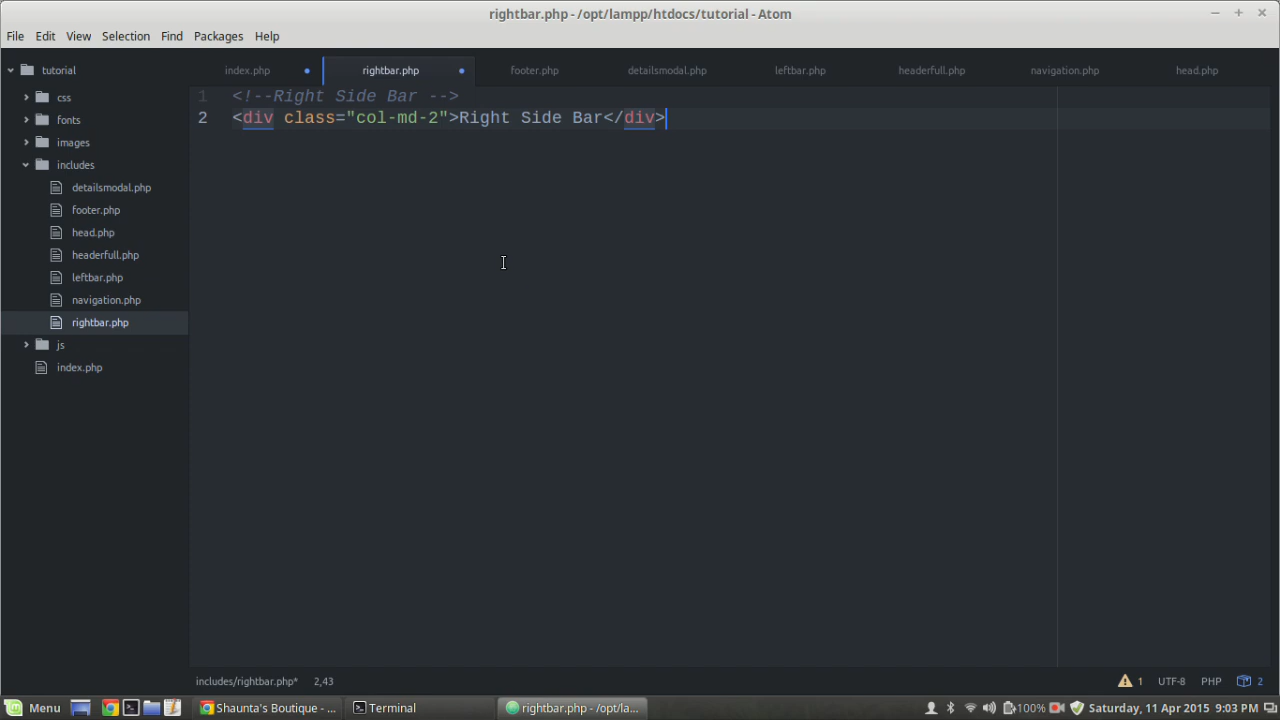 rightbar.php - /opt/lampp/htdocs/tutorial - Atom
File Edit View Selection Find Packages Help
tutorial
index.php rightbar.php footer.php detailsmodal.php leftbar.php headerfull.php navigation.php head.php
css
fonts
images
includes
detailsmodal.php
footer.php
head.php
headerfull.php
leftbar.php
navigation.php
rightbar.php
js
index.php
1 <!--Right Side Bar -->
2 <div class="col-md-2">Right Side Bar</div>
includes/rightbar.php* 2,43 1 UTF-8 PHP 2
Menu Shaunta's Boutique - ... Terminal rightbar.php - /opt/la... 100% Saturday, 11 Apr 2015 9:03 PM